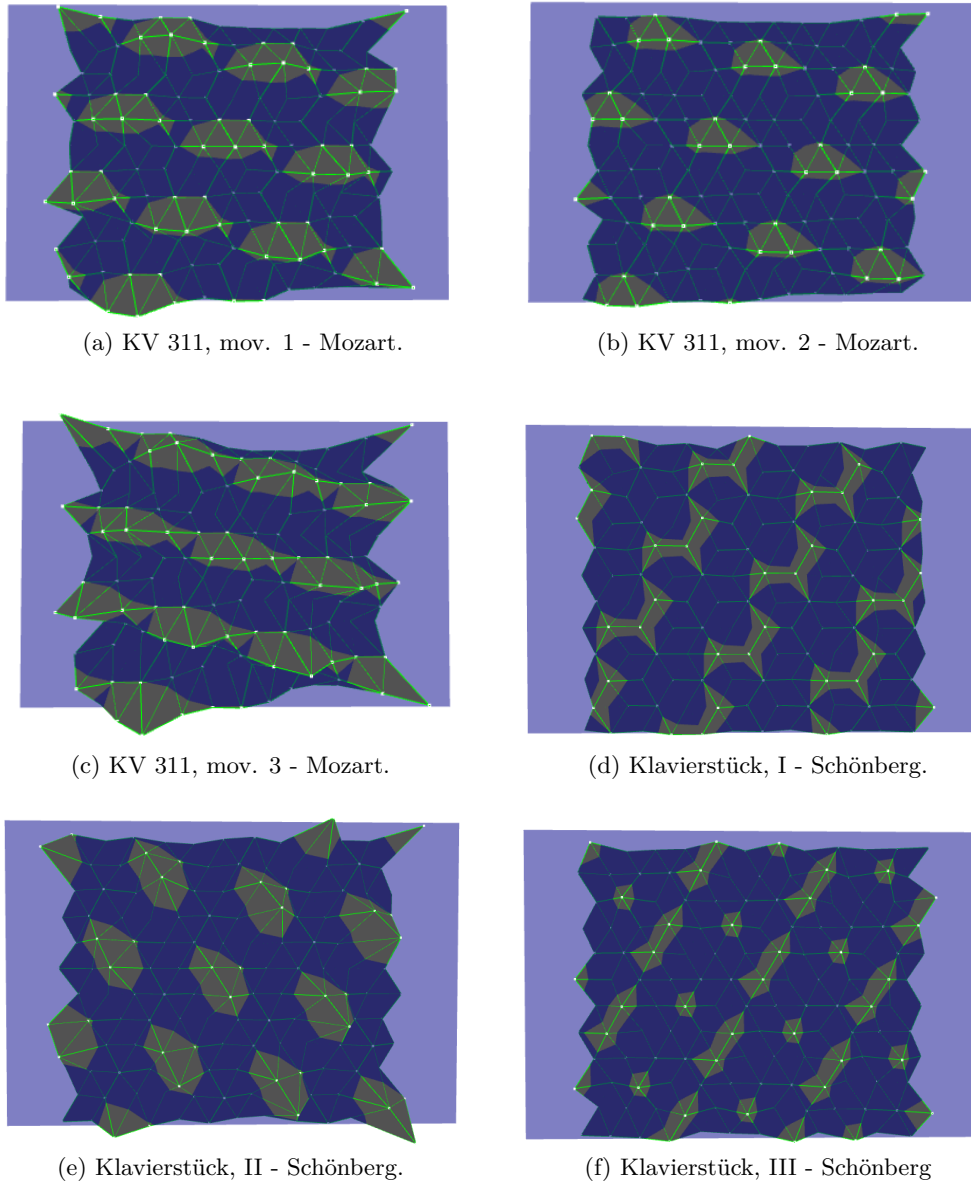 (a) KV 311, mov. 1 - Mozart.
(b) KV 311, mov. 2 - Mozart.
(c) KV 311, mov. 3 - Mozart.
(d) Klavierstück, I - Schönberg.
(e) Klavierstück, II - Schönberg.
(f) Klavierstück, III - Schönberg